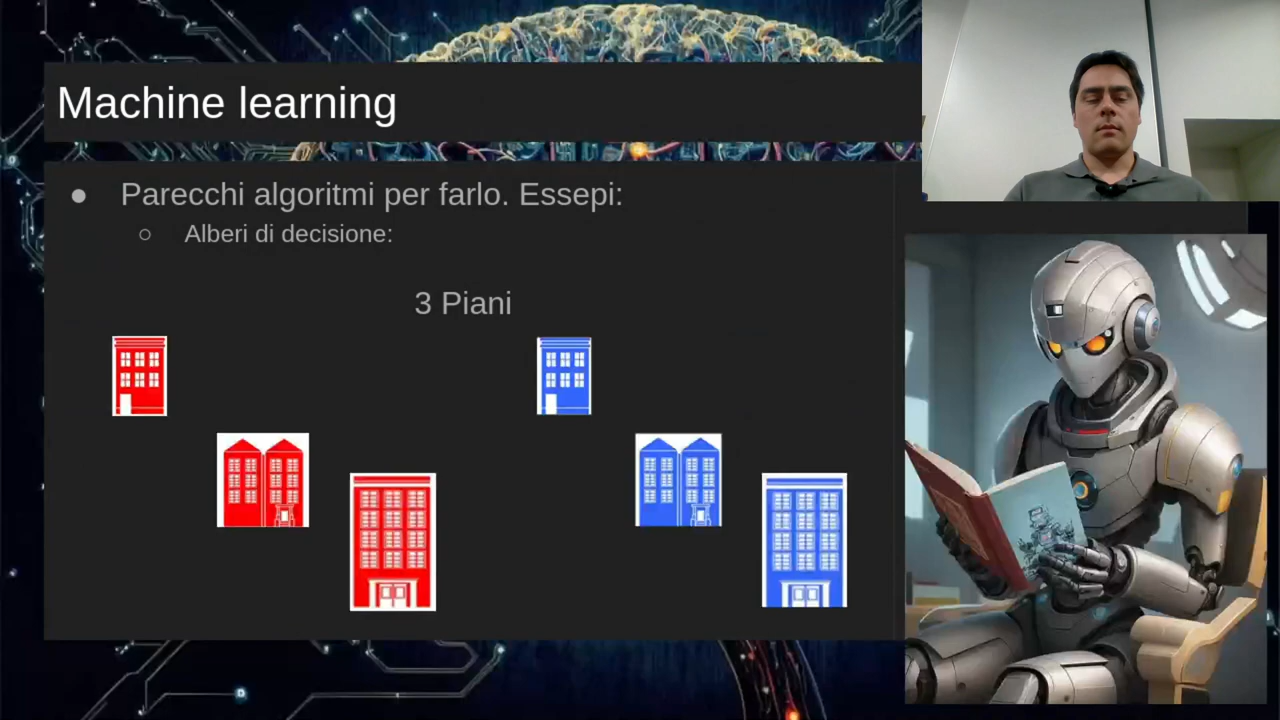 Machine learning
Parecchi algoritmi per farlo. Essepi:
Alberi di decisione:
3 Piani